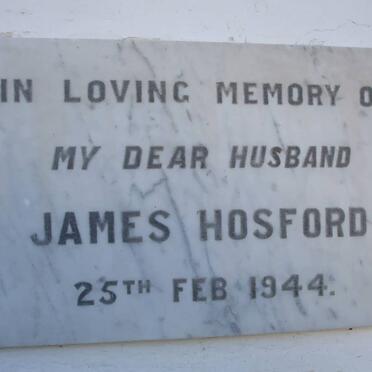 IN LOVING MEMORY O
MY DEAR HUSBAND
JAMES HOSFORD
25TH FEB 1944.